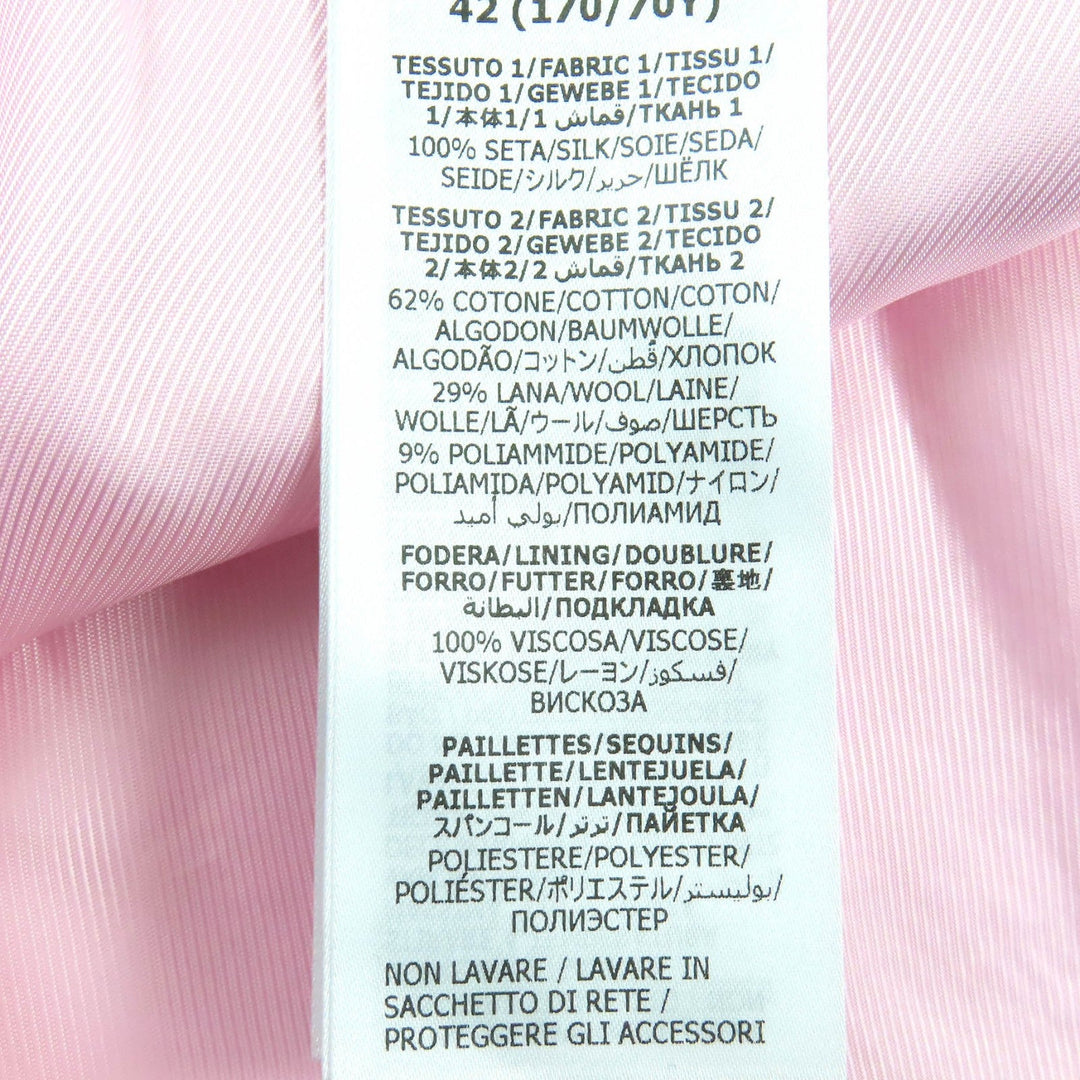 42 (170/70Y)
TESSUTO 1/FABRIC 1/TISSU 1/
TEJIDO 1/GEWEBE 1/TECIDO
1/本体1/1 قماش/ТКАНЬ 1
100% SETA/SILK/SOIE/SEDA/
SEIDE/シルク/حرير/ШЁЛК
TESSUTO 2/FABRIC 2/TISSU 2/
TEJIDO 2/GEWEBE 2/TECIDO
2/本体2/2 قماش/ТКАНЬ 2
62% COTONE/COTTON/COTON/
ALGODON/BAUMWOLLE/
ALGODÃO/コットン/قُطن/ХЛОПОК
29% LANA/WOOL/LAINE/
WOLLE/LÃ/ウール/صوف/ШЕРСТЬ
9% POLIAMMIDE/POLYAMIDE/
POLIAMIDA/POLYAMID/ナイロン/
بولي أميد/ПОЛИАМИД
FODERA/LINING/DOUBLURE/
FORRO/FUTTER/FORRO/裏地/
البطانة/ПОДКЛАДКА
100% VISCOSA/VISCOSE/
VISKOSE/レーヨン/فسكوز/
ВИСКОЗА
PAILLETTES/SEQUINS/
PAILLETTE/LENTEJUELA/
PAILLETTEN/LANTEJOULA/
スパンコール/ترتر/ПАЙЕТКА
POLIESTERE/POLYESTER/
POLIÉSTER/ポリエステル/بوليستر/
ПОЛИЭСТЕР
NON LAVARE / LAVARE IN
SACCHETTO DI RETE /
PROTEGGERE GLI ACCESSORI